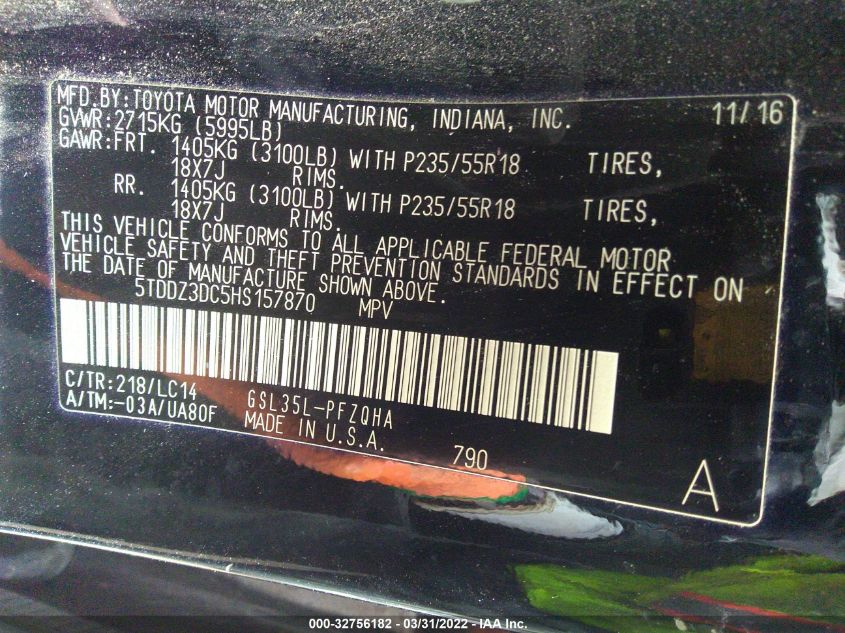 MFD.BY:TOYOTA MOTOR MANUFACTURING, INDIANA, INC. 11/16
GVWR:2715KG (5995LB)
GAWR:FRT. 1405KG (3100LB) WITH P235/55R18 TIRES,
18X7J RIMS.
RR. 1405KG (3100LB) WITH P235/55R18 TIRES,
18X7J RIMS.
THIS VEHICLE CONFORMS TO ALL APPLICABLE FEDERAL MOTOR
VEHICLE SAFETY AND THEFT PREVENTION STANDARDS IN EFFECT ON
THE DATE OF MANUFACTURE SHOWN ABOVE.
5TDDZ3DC5HS157870 MPV
C/TR:218/LC14 GSL35L-PFZQHA
A/TM:-03A/UA80F MADE IN U.S.A.
790
A
000-32756182 - 03/31/2022 - IAA Inc.